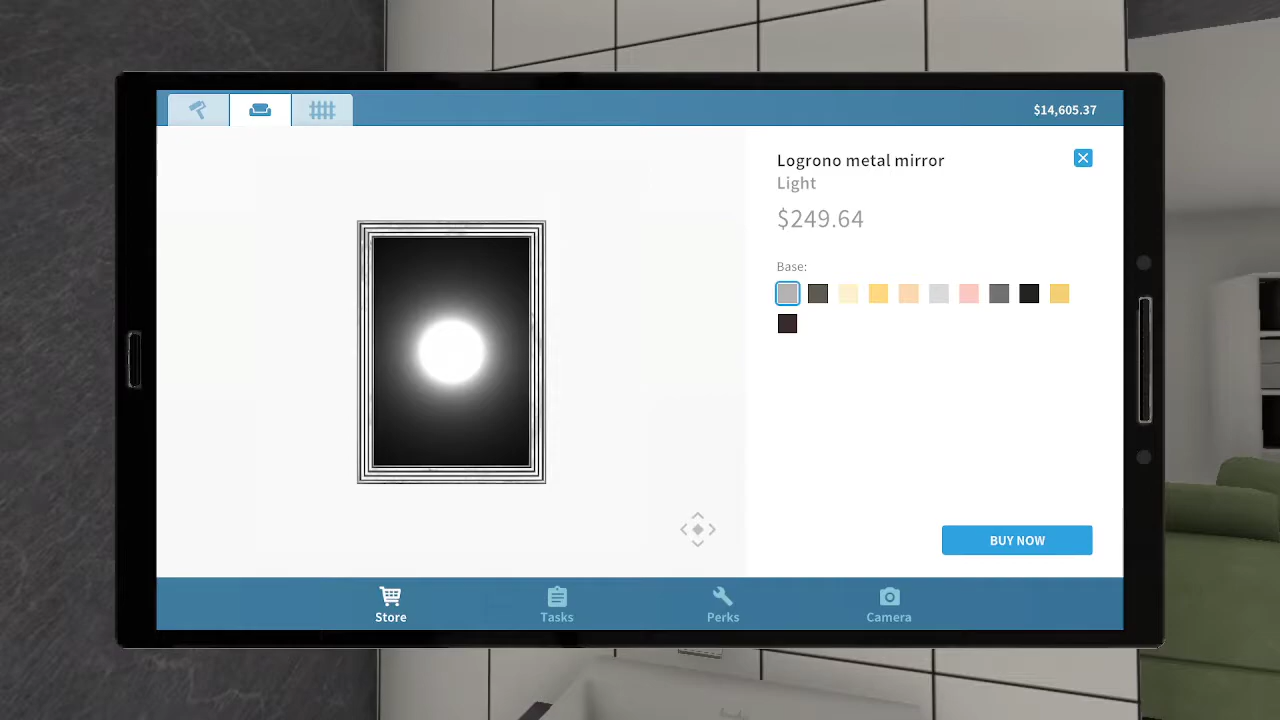 $14,605.37
Logrono metal mirror
Light
$249.64
Base:
BUY NOW
Store
Tasks
Perks
Camera